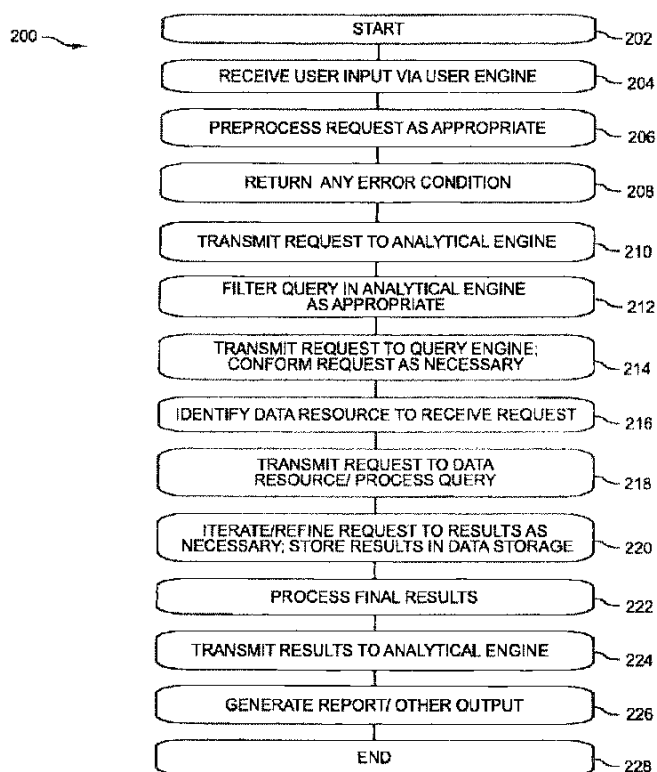 200
START
202
RECEIVE USER INPUT VIA USER ENGINE
204
PREPROCESS REQUEST AS APPROPRIATE
206
RETURN ANY ERROR CONDITION
208
TRANSMIT REQUEST TO ANALYTICAL ENGINE
210
FILTER QUERY IN ANALYTICAL ENGINE
AS APPROPRIATE
212
TRANSMIT REQUEST TO QUERY ENGINE;
CONFORM REQUEST AS NECESSARY
214
IDENTIFY DATA RESOURCE TO RECEIVE REQUEST
216
TRANSMIT REQUEST TO DATA
RESOURCE/ PROCESS QUERY
218
ITERATE/REFINE REQUEST TO RESULTS AS
NECESSARY; STORE RESULTS IN DATA STORAGE
220
PROCESS FINAL RESULTS
222
TRANSMIT RESULTS TO ANALYTICAL ENGINE
224
GENERATE REPORT/ OTHER OUTPUT
226
END
228